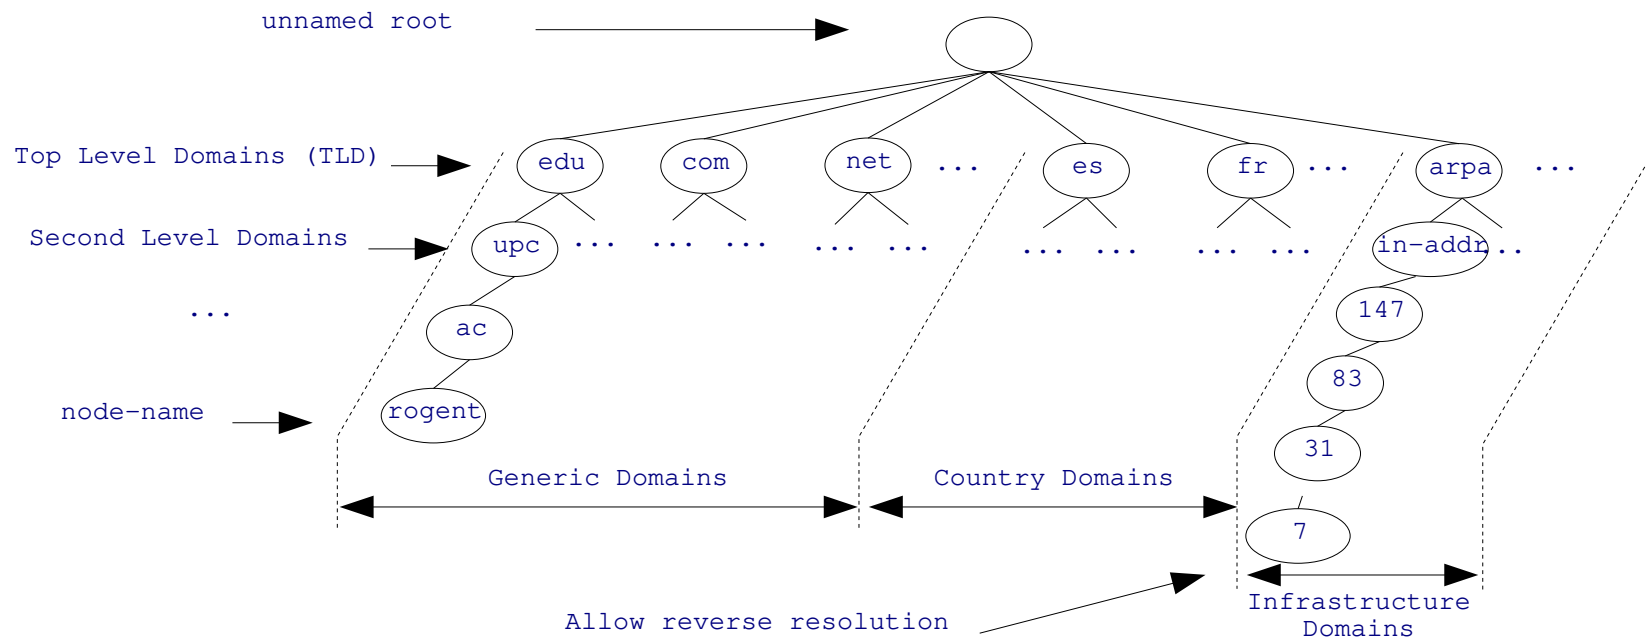 unnamed root
Top Level Domains (TLD)
edu
com
net
...
es
fr
...
arpa
...
Second Level Domains
upc
...
... ...
... ...
... ...
... ...
in-addr
...
...
ac
147
83
node-name
rogent
31
Generic Domains
Country Domains
7
Allow reverse resolution
Infrastructure
Domains